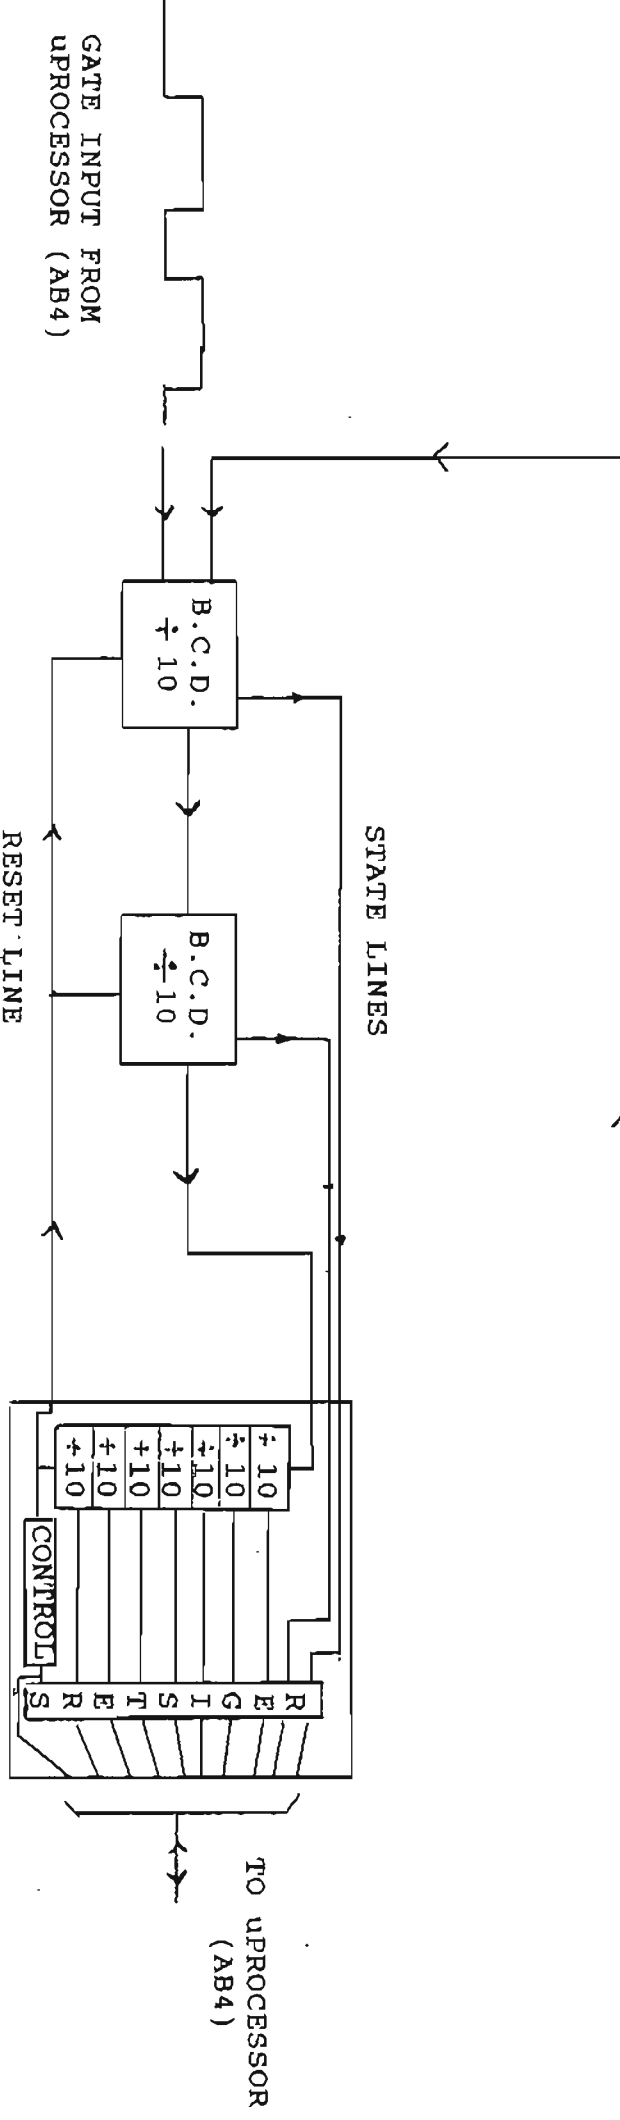 GATE INPUT FROM
uPROCESSOR (AB4)
B.C.D.
÷ 10
STATE LINES
B.C.D.
÷ 10
RESET LINE
÷ 10
÷ 10
÷ 10
÷ 10
÷ 10
÷ 10
÷ 10
CONTROL
REGISTERS
TO uPROCESSOR
(AB4)